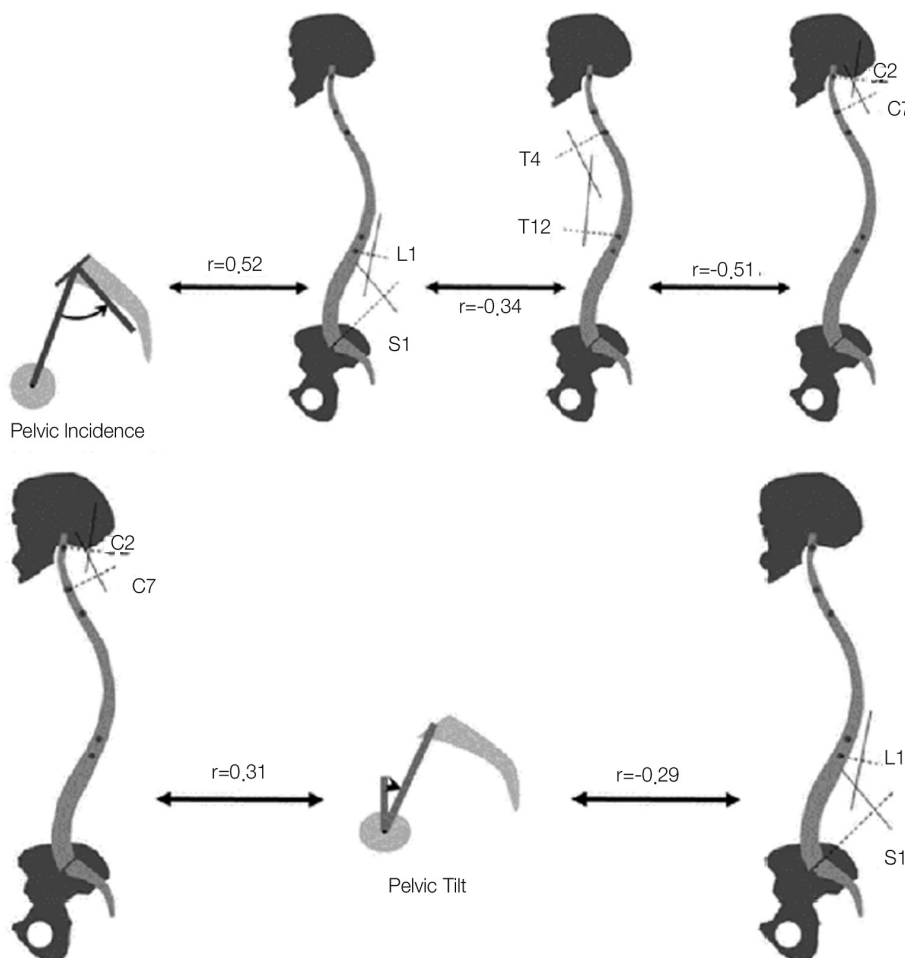 C2
C7
T4
T12
L1
r=0.52
r=-0.34
r=-0.51
S1
Pelvic Incidence
C2
C7
L1
r=0.31
r=-0.29
S1
Pelvic Tilt